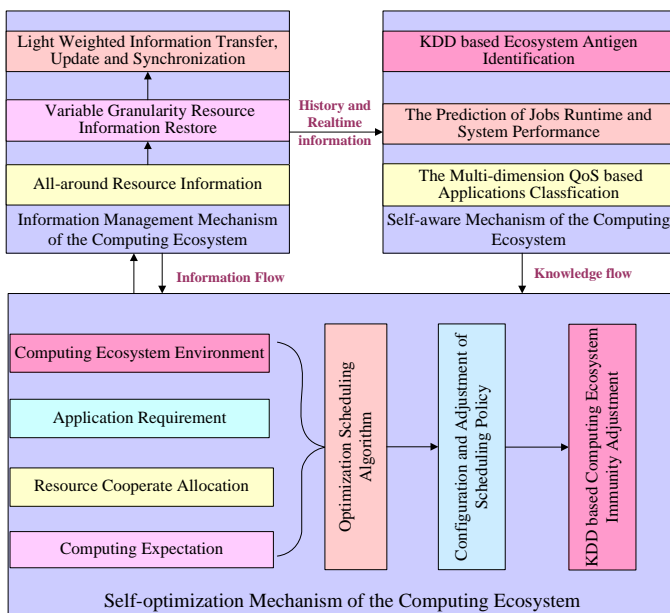 Light Weighted Information Transfer,
Update and Synchronization
Variable Granularity Resource
Information Restore
All-around Resource Information
Information Management Mechanism
of the Computing Ecosystem
History and
Realtime
information
KDD based Ecosystem Antigen
Identification
The Prediction of Jobs Runtime and
System Performance
The Multi-dimension QoS based
Applications Classfication
Self-aware Mechanism of the Computing
Ecosystem
Information Flow
Knowledge flow
Computing Ecosystem Environment
Application Requirement
Resource Cooperate Allocation
Computing Expectation
Optimization Scheduling
Algorithm
Configuration and Adjustment of
Scheduling Policy
KDD based Computing Ecosystem
Immunity Adjustment
Self-optimization Mechanism of the Computing Ecosystem